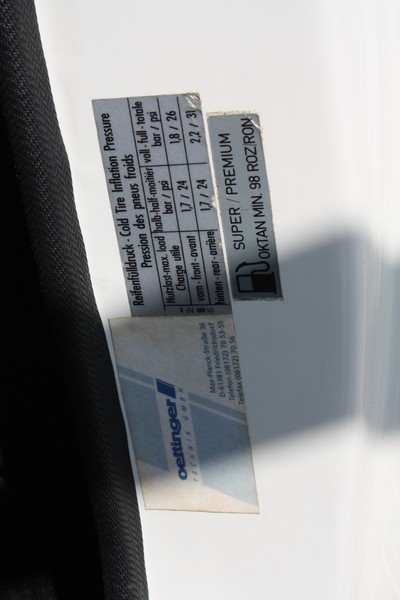 Reifenfülldruck - Cold Tire Inflation Pressure
Pression des pneus froids
Nutzlast-max. load halb-half-moitiér voll-full-totale
Charge utile bar / psi bar / psi
vorn-front-avant 1,7 / 24 1,8 / 26
hinten-rear-arrière 1,7 / 24 2,2 / 31
SUPER / PREMIUM
OKTAN MIN. 98 ROZ/RON
oettinger
TECHNIK GMBH
Max-Planck-Straße 36
D-61381 Friedrichsdorf
Telefon (06172) 70 53-55
Telefax (06172) 70 56